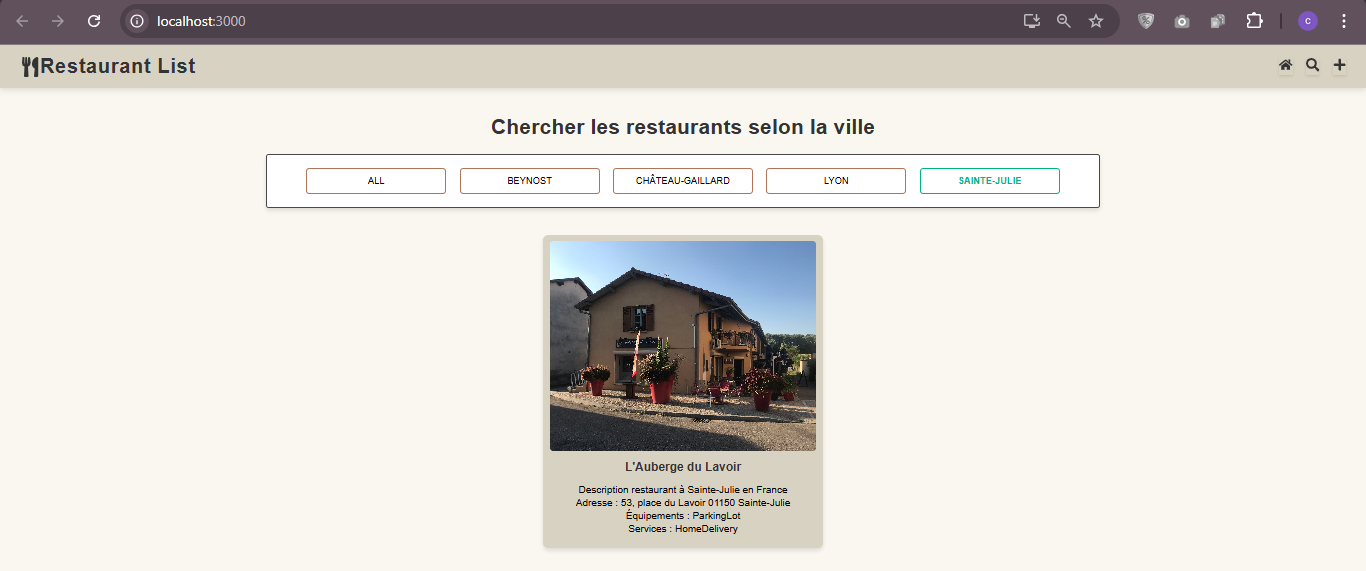 localhost:3000
c
Restaurant List
Chercher les restaurants selon la ville
ALL BEYNOST CHÂTEAU-GAILLARD LYON SAINTE-JULIE
L'Auberge du Lavoir
Description restaurant à Sainte-Julie en France
Adresse : 53, place du Lavoir 01150 Sainte-Julie
Équipements : ParkingLot
Services : HomeDelivery